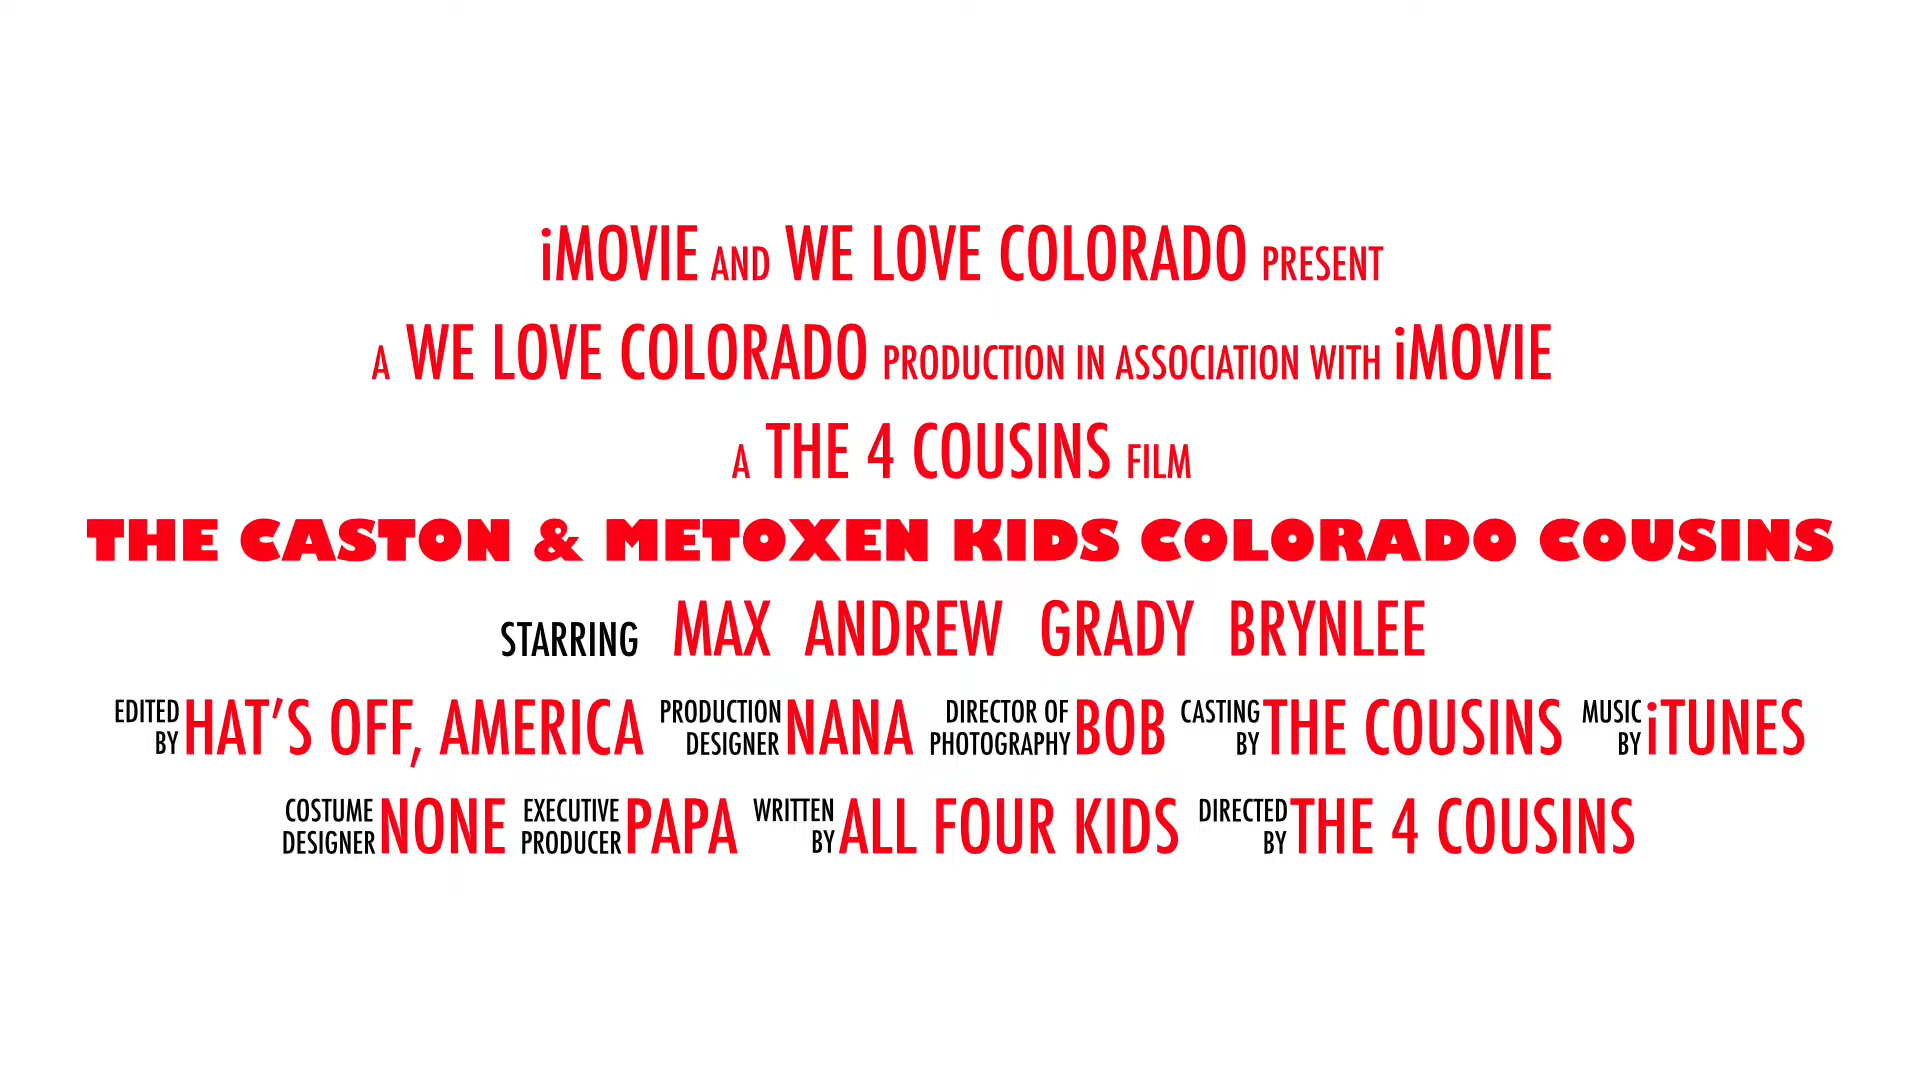 iMOVIE AND WE LOVE COLORADO PRESENT
A WE LOVE COLORADO PRODUCTION IN ASSOCIATION WITH iMOVIE
A THE 4 COUSINS FILM
THE CASTON & METOXEN KIDS COLORADO COUSINS
STARRING MAX ANDREW GRADY BRYNLEE
EDITED BY HAT'S OFF, AMERICA PRODUCTION DESIGNER NANA DIRECTOR OF PHOTOGRAPHY BOB CASTING BY THE COUSINS MUSIC BY iTUNES
COSTUME DESIGNER NONE EXECUTIVE PRODUCER PAPA WRITTEN BY ALL FOUR KIDS DIRECTED BY THE 4 COUSINS